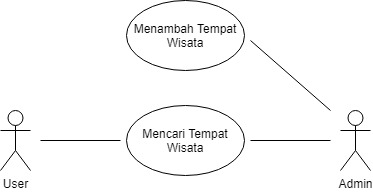 Menambah Tempat
Wisata
Mencari Tempat
Wisata
User
Admin